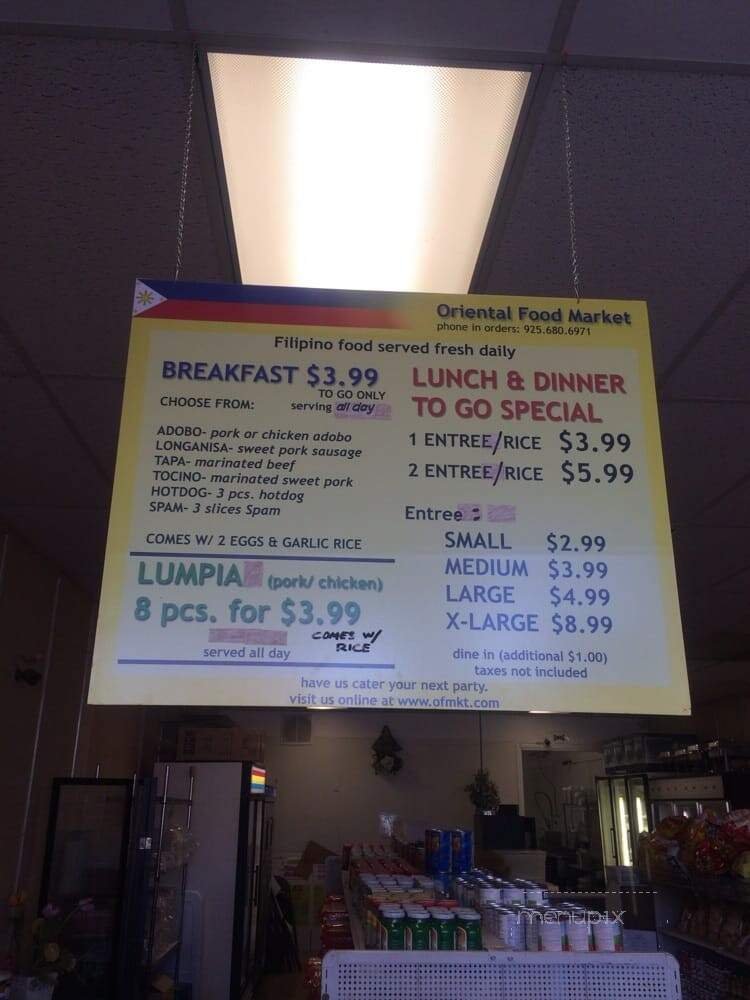 Oriental Food Market
phone in orders: 925.680.6971
Filipino food served fresh daily
BREAKFAST $3.99
TO GO ONLY
CHOOSE FROM: serving all day
ADOBO- pork or chicken adobo
LONGANISA- sweet pork sausage
TAPA- marinated beef
TOCINO- marinated sweet pork
HOTDOG- 3 pcs. hotdog
SPAM- 3 slices Spam
COMES W/ 2 EGGS & GARLIC RICE
LUMPIA (pork/ chicken)
8 pcs. for $3.99
COMES W/
RICE
served all day
LUNCH & DINNER
TO GO SPECIAL
1 ENTREE/RICE $3.99
2 ENTREE/RICE $5.99
Entree :
SMALL $2.99
MEDIUM $3.99
LARGE $4.99
X-LARGE $8.99
dine in (additional $1.00)
taxes not included
have us cater your next party.
visit us online at www.ofmkt.com
menupix